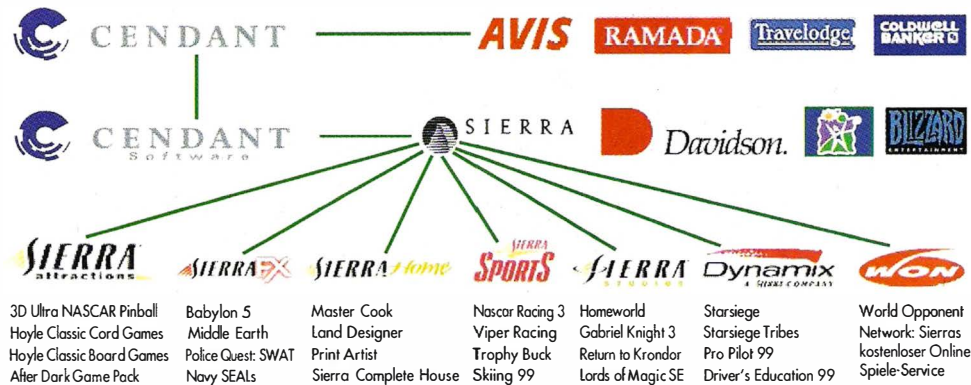 CENDANT
AVIS
RAMADA
Travelodge
COLDWELL
BANKER
CENDANT
Software
SIERRA
Davidson.
BLIZZARD
ENTERTAINMENT
SIERRA
attractions
SIERRA FX
SIERRA Home
SIERRA
SPORTS
SIERRA
STUDIOS
Dynamix
A SIERRA COMPANY
WON
3D Ultra NASCAR Pinball
Hoyle Classic Cord Games
Hoyle Classic Board Games
After Dark Game Pack
Babylon 5
Middle Earth
Police Quest: SWAT
Navy SEALs
Master Cook
Land Designer
Print Artist
Sierra Complete House
Nascar Racing 3
Viper Racing
Trophy Buck
Skiing 99
Homeworld
Gabriel Knight 3
Return to Krondor
Lords of Magic SE
Starsiege
Starsiege Tribes
Pro Pilot 99
Driver's Education 99
World Opponent
Network: Sierras
kostenloser Online
Spiele-Service